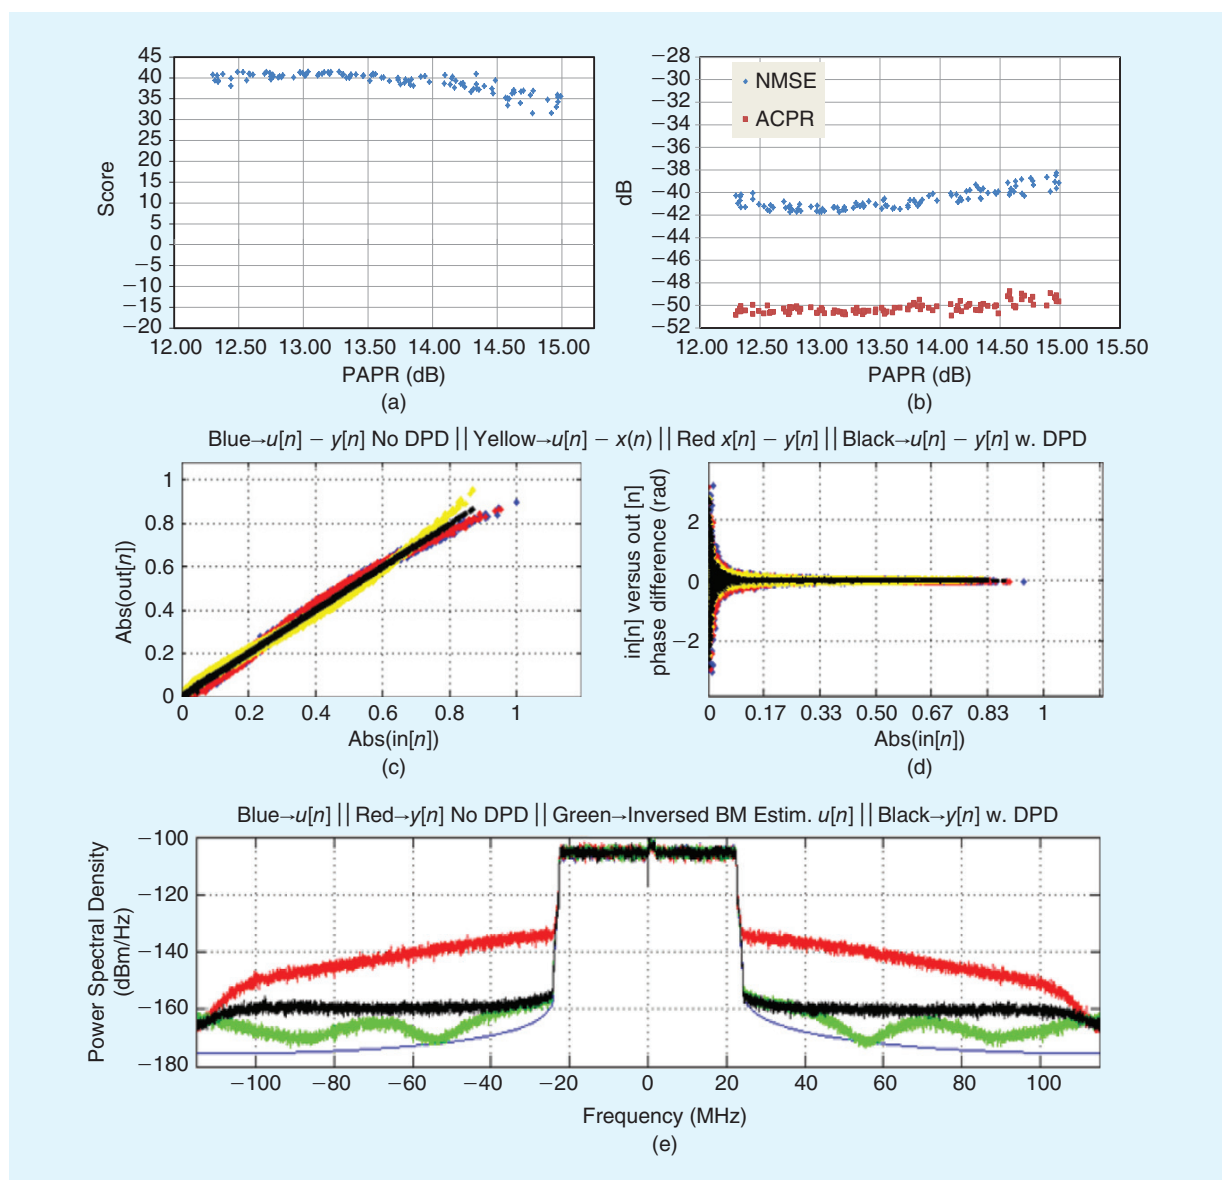 45
40
35
30
25
20
15
10
5
0
−5
−10
−15
−20
Score
12.00 12.50 13.00 13.50 14.00 14.50 15.00
PAPR (dB)
(a)
−28
−30
−32
−34
−36
−38
−40
−42
−44
−46
−48
−50
−52
dB
NMSE
ACPR
12.00 12.50 13.00 13.50 14.00 14.50 15.00 15.50
PAPR (dB)
(b)
Blue→u[n] − y[n] No DPD || Yellow→u[n] − x(n) || Red x[n] − y[n] || Black→u[n] − y[n] w. DPD
1
0.8
0.6
0.4
0.2
0
Abs(out[n])
0 0.2 0.4 0.6 0.8 1
Abs(in[n])
(c)
2
0
−2
in[n] versus out [n]
phase difference (rad)
0 0.17 0.33 0.50 0.67 0.83 1
Abs(in[n])
(d)
Blue→u[n] || Red→y[n] No DPD || Green→Inversed BM Estim. u[n] || Black→y[n] w. DPD
−100
−120
−140
−160
−180
Power Spectral Density
(dBm/Hz)
−100 −80 −60 −40 −20 0 20 40 60 80 100
Frequency (MHz)
(e)